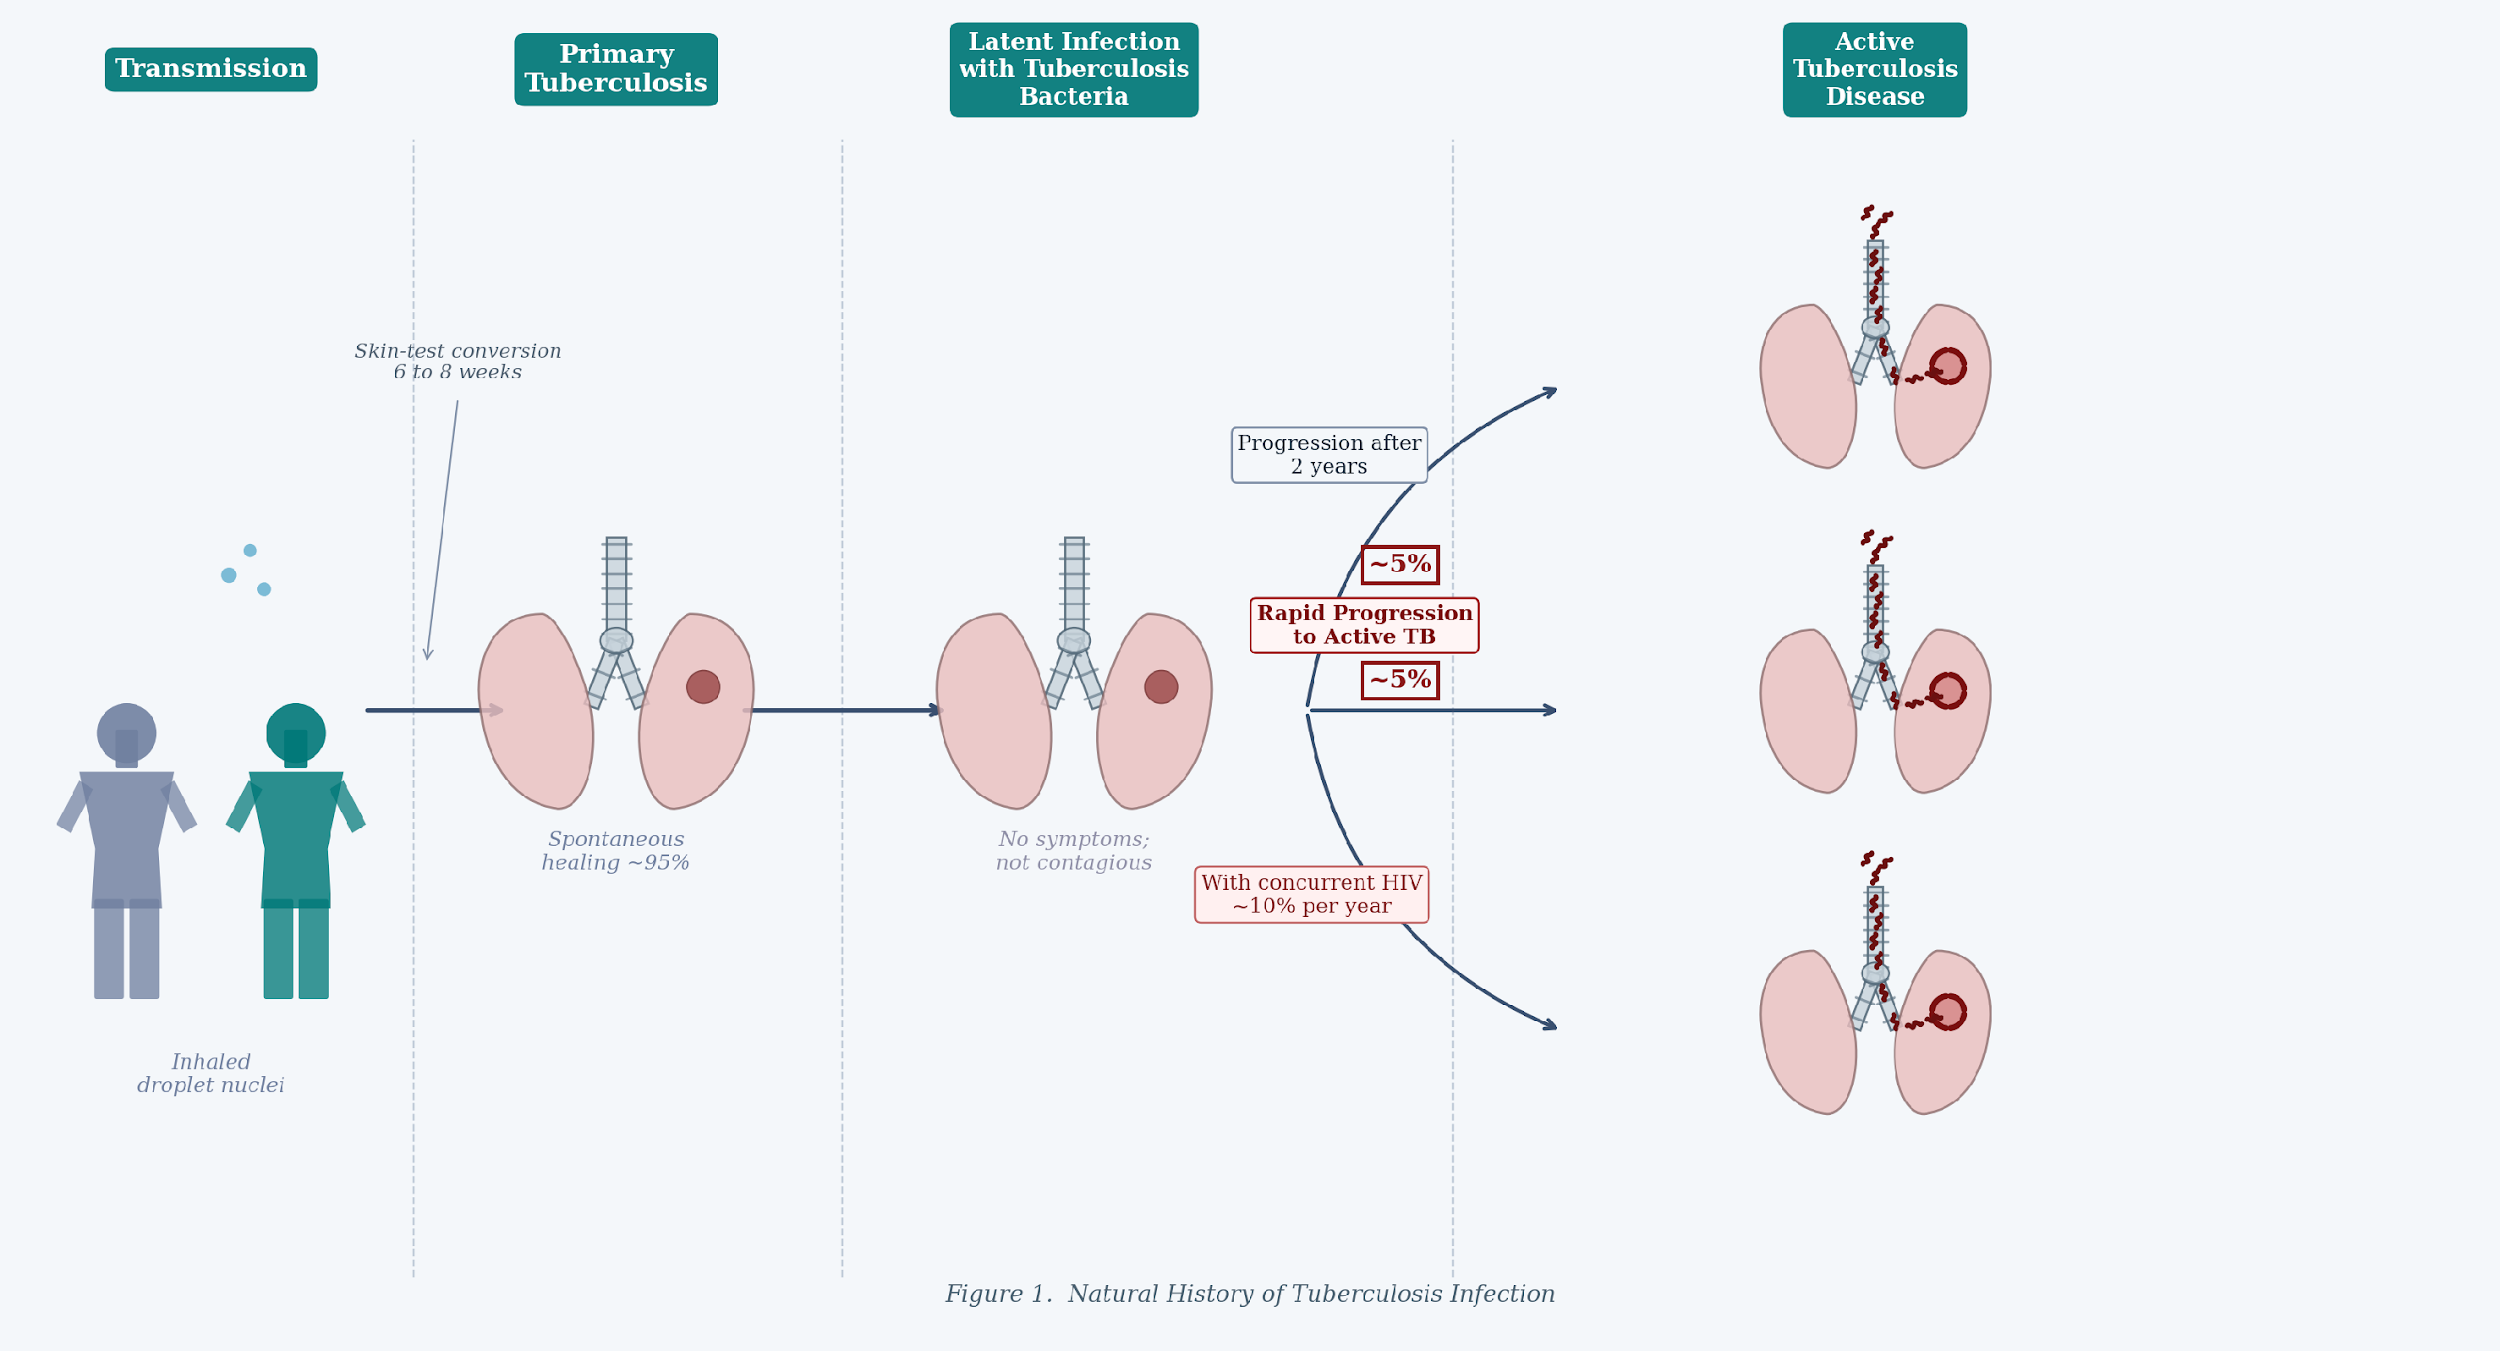 Transmission
Primary
Tuberculosis
Latent Infection
with Tuberculosis
Bacteria
Active
Tuberculosis
Disease
Skin-test conversion
6 to 8 weeks
Progression after
2 years
~5%
Rapid Progression
to Active TB
~5%
Spontaneous
healing ~95%
No symptoms;
not contagious
With concurrent HIV
~10% per year
Inhaled
droplet nuclei
Figure 1. Natural History of Tuberculosis Infection